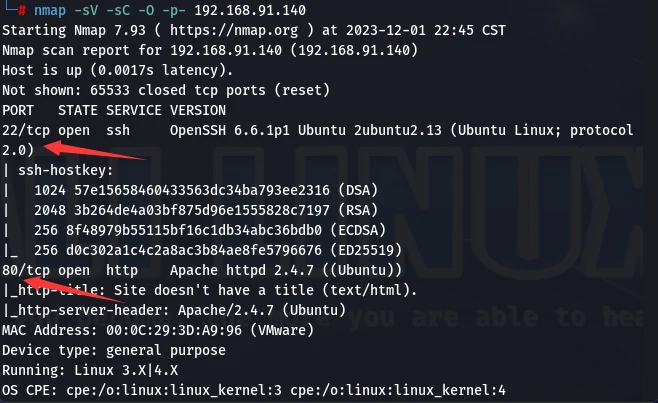 # nmap -sV -sC -O -p- 192.168.91.140
Starting Nmap 7.93 ( https://nmap.org ) at 2023-12-01 22:45 CST
Nmap scan report for 192.168.91.140 (192.168.91.140)
Host is up (0.0017s latency).
Not shown: 65533 closed tcp ports (reset)
PORT   STATE SERVICE VERSION
22/tcp open  ssh     OpenSSH 6.6.1p1 Ubuntu 2ubuntu2.13 (Ubuntu Linux; protocol
2.0)
| ssh-hostkey:
|   1024 57e15658460433563dc34ba793ee2316 (DSA)
|   2048 3b264de4a03bf875d96e1555828c7197 (RSA)
|   256 8f48979b55115bf16c1db34abc36bdb0 (ECDSA)
|_  256 d0c302a1c4c2a8ac3b84ae8fe5796676 (ED25519)
80/tcp open  http    Apache httpd 2.4.7 ((Ubuntu))
|_http-title: Site doesn't have a title (text/html).
|_http-server-header: Apache/2.4.7 (Ubuntu)
MAC Address: 00:0C:29:3D:A9:96 (VMware)
Device type: general purpose
Running: Linux 3.X|4.X
OS CPE: cpe:/o:linux:linux_kernel:3 cpe:/o:linux:linux_kernel:4
LINUX
you are able to hea